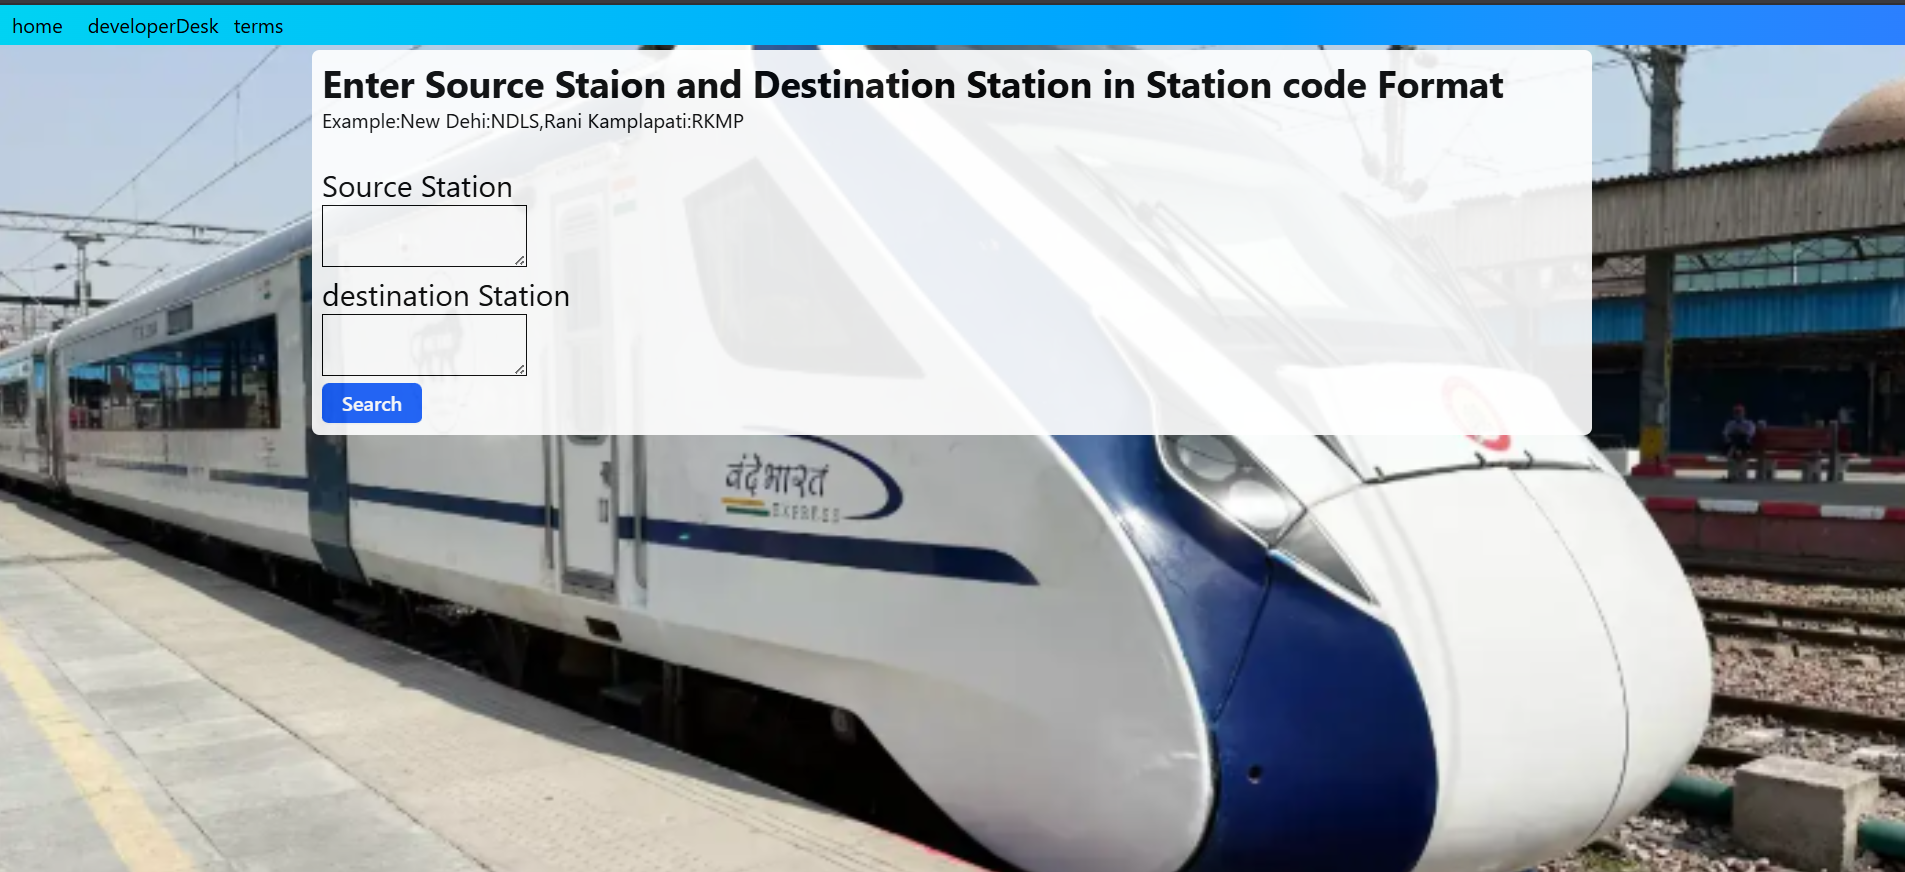 home developerDesk terms
Enter Source Staion and Destination Station in Station code Format
Example:New Dehi:NDLS,Rani Kamplapati:RKMP
Source Station
destination Station
Search
वंदे भारत
EXPRESS